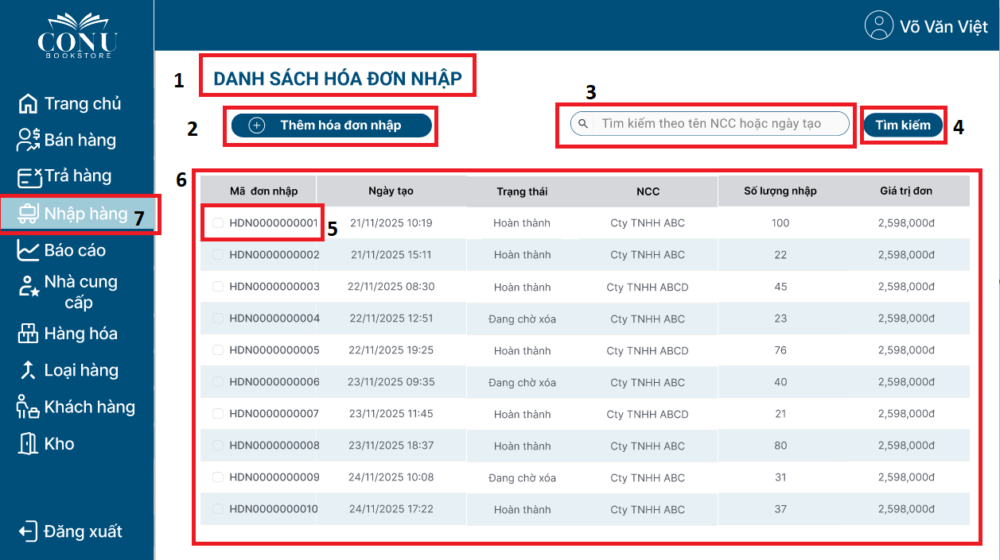 CONU
BOOKSTORE
Võ Văn Việt
Trang chủ
Bán hàng
Trả hàng
Nhập hàng 7
Báo cáo
Nhà cung
cấp
Hàng hóa
Loại hàng
Khách hàng
Kho
Đăng xuất
1 DANH SÁCH HÓA ĐƠN NHẬP
2 Thêm hóa đơn nhập
3
Tìm kiếm theo tên NCC hoặc ngày tạo
Tìm kiếm 4
6
Mã đơn nhập Ngày tạo Trạng thái NCC Số lượng nhập Giá trị đơn
HDN0000000001 5 21/11/2025 10:19 Hoàn thành Cty TNHH ABC 100 2,598,000đ
HDN0000000002 21/11/2025 15:11 Hoàn thành Cty TNHH ABC 22 2,598,000đ
HDN0000000003 22/11/2025 08:30 Hoàn thành Cty TNHH ABCD 45 2,598,000đ
HDN0000000004 22/11/2025 12:51 Đang chờ xóa Cty TNHH ABC 23 2,598,000đ
HDN0000000005 22/11/2025 19:25 Hoàn thành Cty TNHH ABCD 76 2,598,000đ
HDN0000000006 23/11/2025 09:35 Đang chờ xóa Cty TNHH ABC 40 2,598,000đ
HDN0000000007 23/11/2025 11:45 Hoàn thành Cty TNHH ABCD 21 2,598,000đ
HDN0000000008 23/11/2025 18:37 Hoàn thành Cty TNHH ABC 80 2,598,000đ
HDN0000000009 24/11/2025 10:08 Đang chờ xóa Cty TNHH ABC 31 2,598,000đ
HDN0000000010 24/11/2025 17:22 Hoàn thành Cty TNHH ABC 37 2,598,000đ